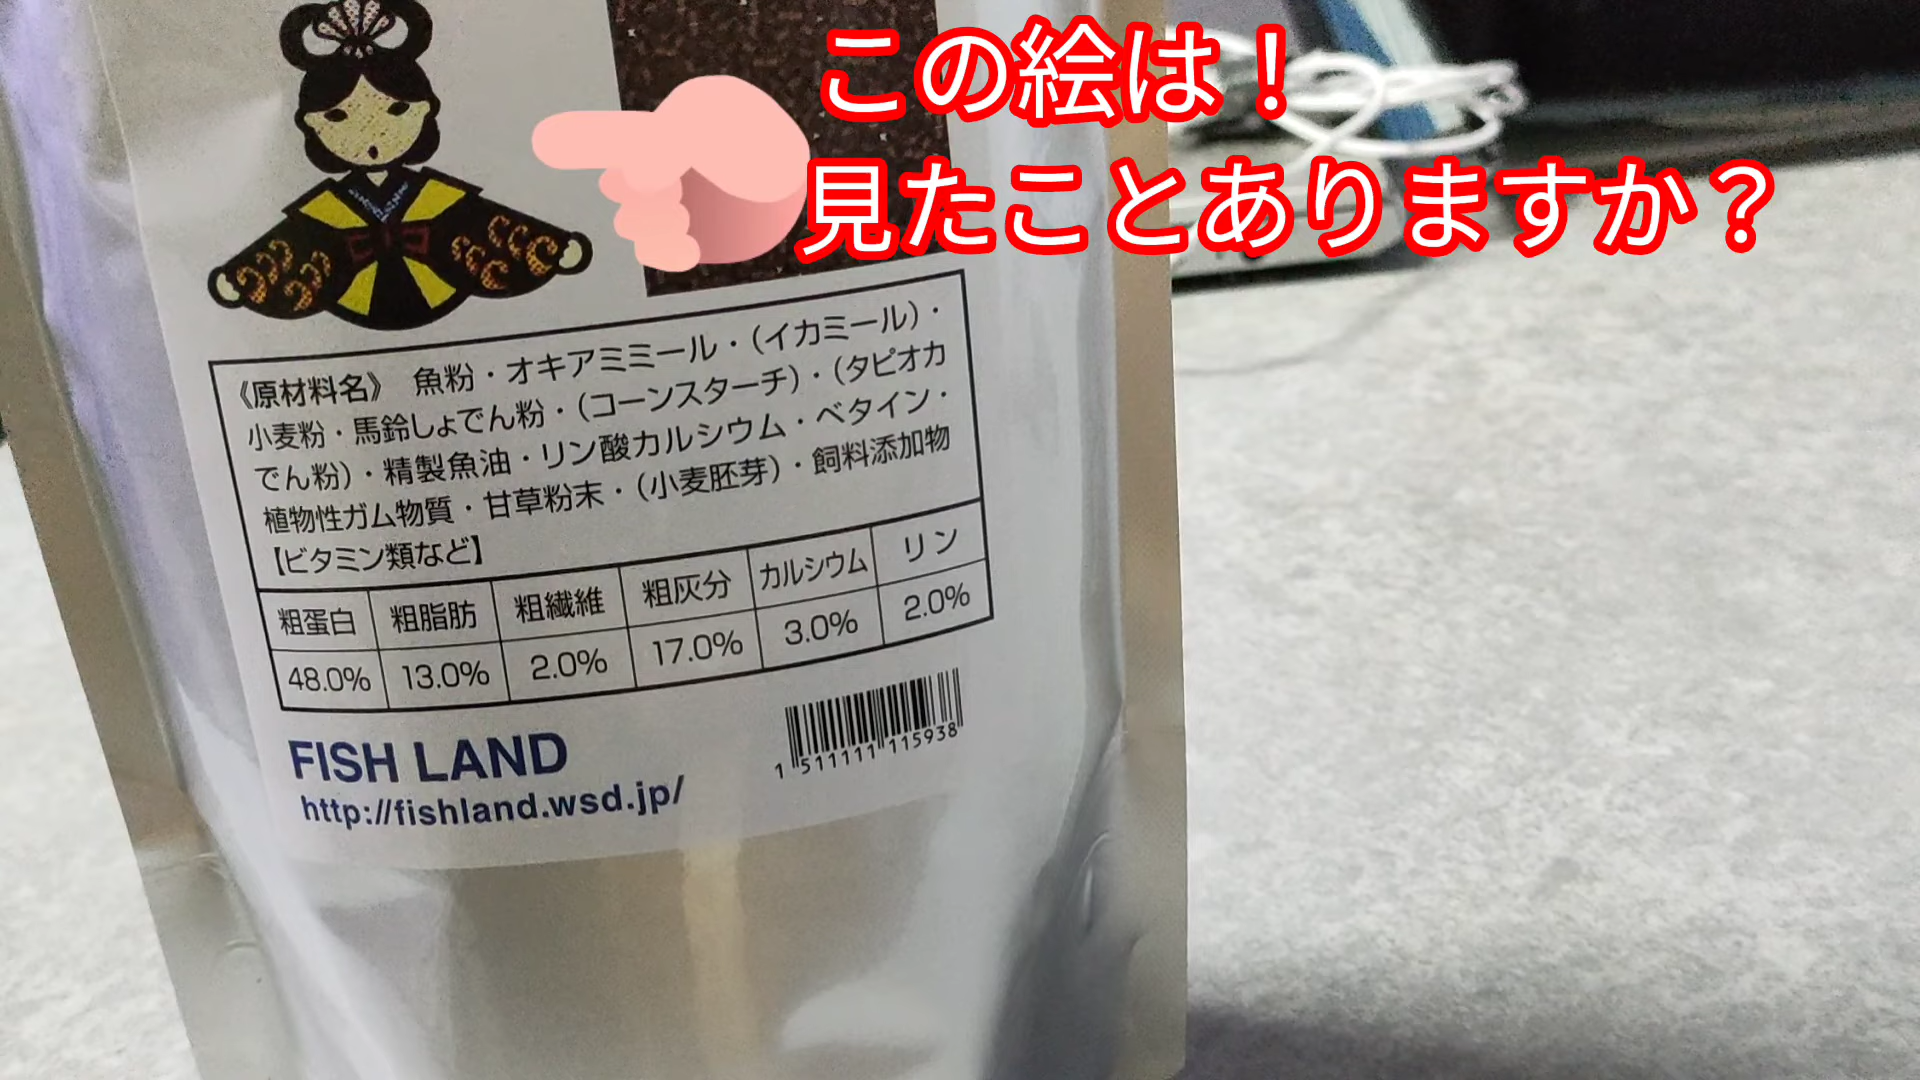 この絵は！
見たことありますか？
《原材料名》 魚粉・オキアミミール・（イカミール）・
小麦粉・馬鈴しょでん粉・（コーンスターチ）・（タピオカ
でん粉）・精製魚油・リン酸カルシウム・ベタイン・
植物性ガム物質・甘草粉末・（小麦胚芽）・飼料添加物
【ビタミン類など】
粗蛋白 粗脂肪 粗繊維 粗灰分 カルシウム リン
48.0% 13.0% 2.0% 17.0% 3.0% 2.0%
FISH LAND
http://fishland.wsd.jp/
1 511111 115938